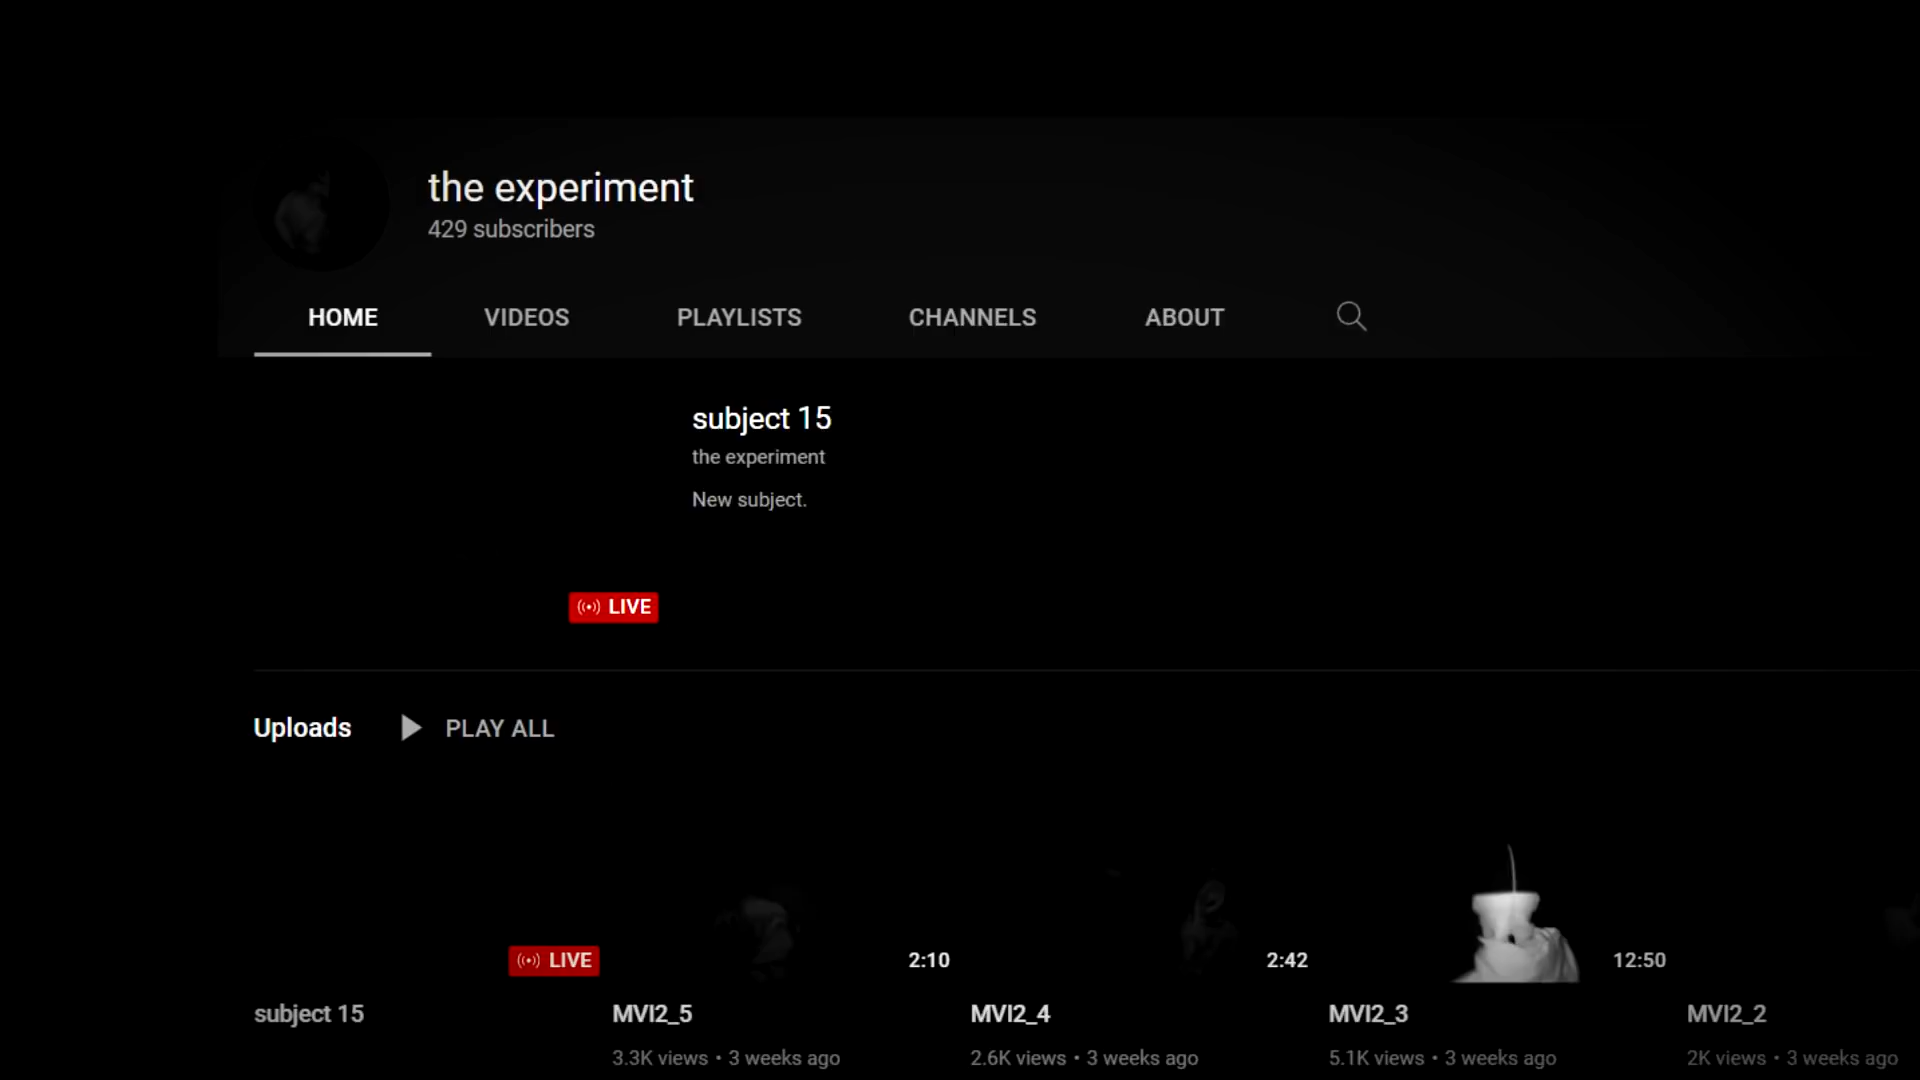 the experiment
429 subscribers
HOME VIDEOS PLAYLISTS CHANNELS ABOUT
subject 15
the experiment
New subject.
LIVE
Uploads PLAY ALL
LIVE 2:10 2:42 12:50
subject 15 MVI2_5 MVI2_4 MVI2_3 MVI2_2
3.3K views • 3 weeks ago 2.6K views • 3 weeks ago 5.1K views • 3 weeks ago 2K views • 3 weeks ago